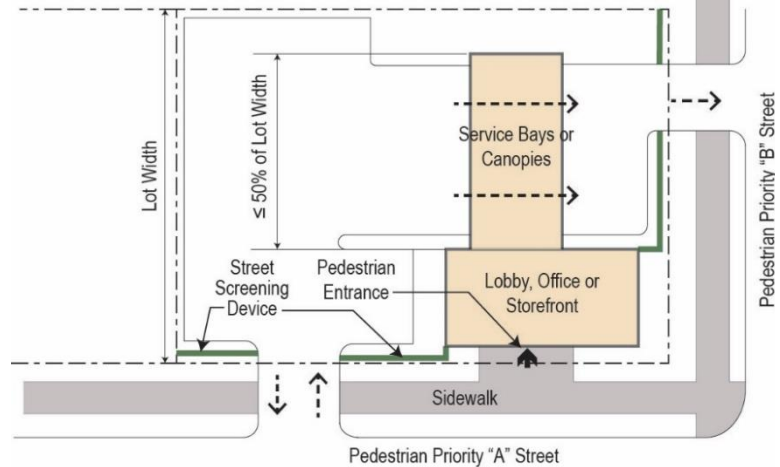 Lot Width
≤ 50% of Lot Width
Service Bays or
Canopies
Pedestrian Priority "B" Street
Street
Screening
Device
Pedestrian
Entrance
Lobby, Office or
Storefront
Sidewalk
Pedestrian Priority "A" Street